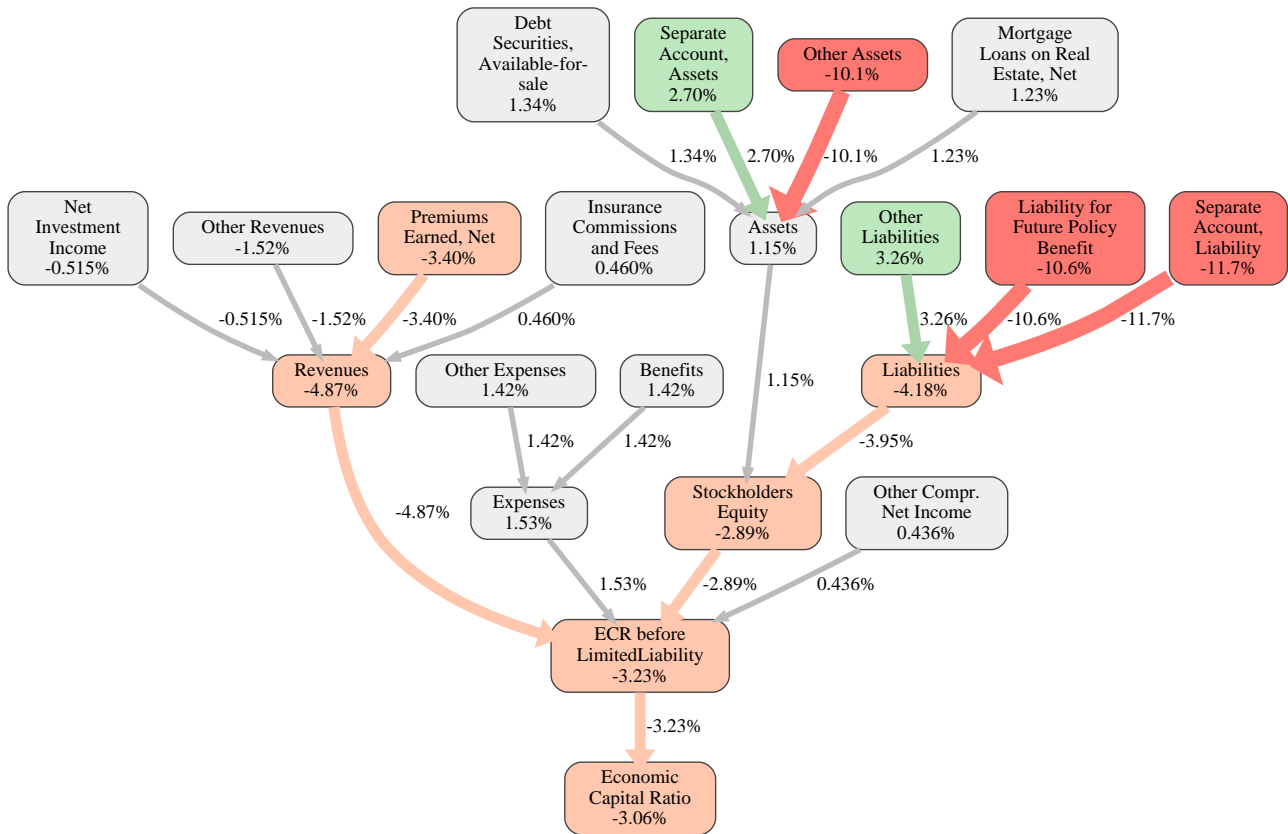 Debt
Securities,
Available-for-
sale
1.34%
Separate
Account,
Assets
2.70%
Other Assets
-10.1%
Mortgage
Loans on Real
Estate, Net
1.23%
1.34%
2.70%
-10.1%
1.23%
Net
Investment
Income
-0.515%
Other Revenues
-1.52%
Premiums
Earned, Net
-3.40%
Insurance
Commissions
and Fees
0.460%
Assets
1.15%
Other
Liabilities
3.26%
Liability for
Future Policy
Benefit
-10.6%
Separate
Account,
Liability
-11.7%
-0.515%
-1.52%
-3.40%
0.460%
3.26%
-10.6%
-11.7%
Revenues
-4.87%
Other Expenses
1.42%
Benefits
1.42%
1.15%
Liabilities
-4.18%
1.42%
1.42%
-3.95%
-4.87%
Expenses
1.53%
Stockholders
Equity
-2.89%
Other Compr.
Net Income
0.436%
1.53%
-2.89%
0.436%
ECR before
LimitedLiability
-3.23%
-3.23%
Economic
Capital Ratio
-3.06%